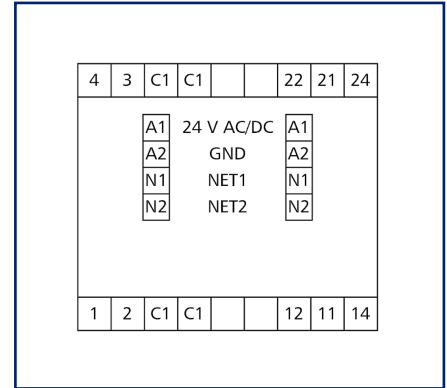 4 3 C1 C1 22 21 24
A1 24 V AC/DC A1
A2 GND A2
N1 NET1 N1
N2 NET2 N2
1 2 C1 C1 12 11 14